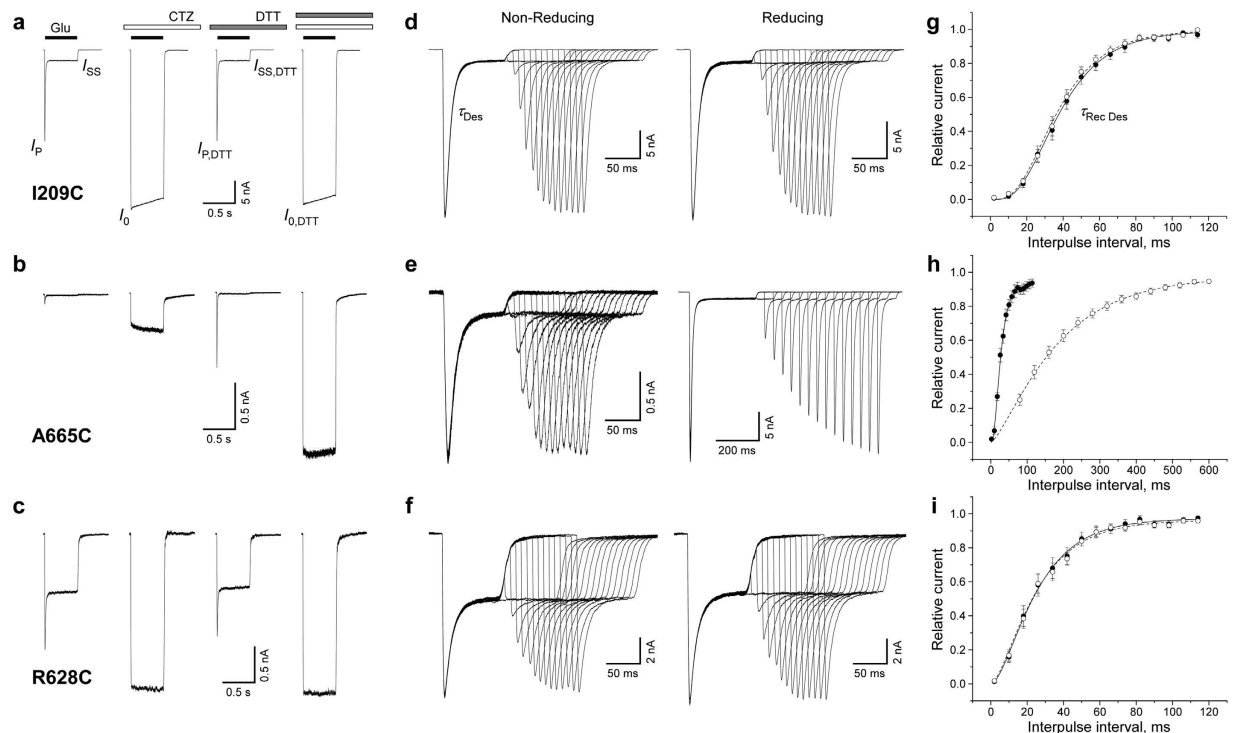 a
CTZ
DTT
Glu
I_SS
I_SS,DTT
I_P
I_P,DTT
I209C
0.5 s
5 nA
I_0
I_0,DTT
b
0.5 s
0.5 nA
A665C
c
0.5 s
0.5 nA
R628C
d
Non-Reducing
Reducing
τ_Des
50 ms
5 nA
50 ms
5 nA
e
50 ms
0.5 nA
200 ms
5 nA
f
50 ms
2 nA
50 ms
2 nA
g
Relative current
1.0
0.8
0.6
0.4
0.2
0.0
τ_Rec Des
0 20 40 60 80 100 120
Interpulse interval, ms
h
Relative current
1.0
0.8
0.6
0.4
0.2
0.0
0 100 200 300 400 500 600
Interpulse interval, ms
i
Relative current
1.0
0.8
0.6
0.4
0.2
0.0
0 20 40 60 80 100 120
Interpulse interval, ms